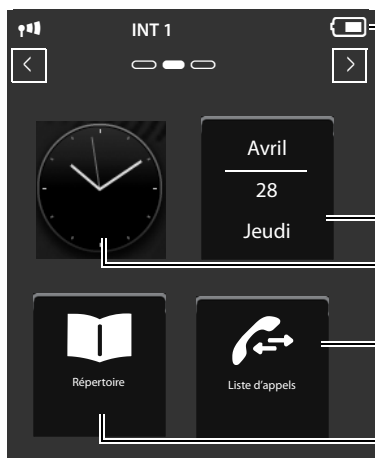 INT 1
Avril
28
Jeudi
Répertoire
Liste d'appels